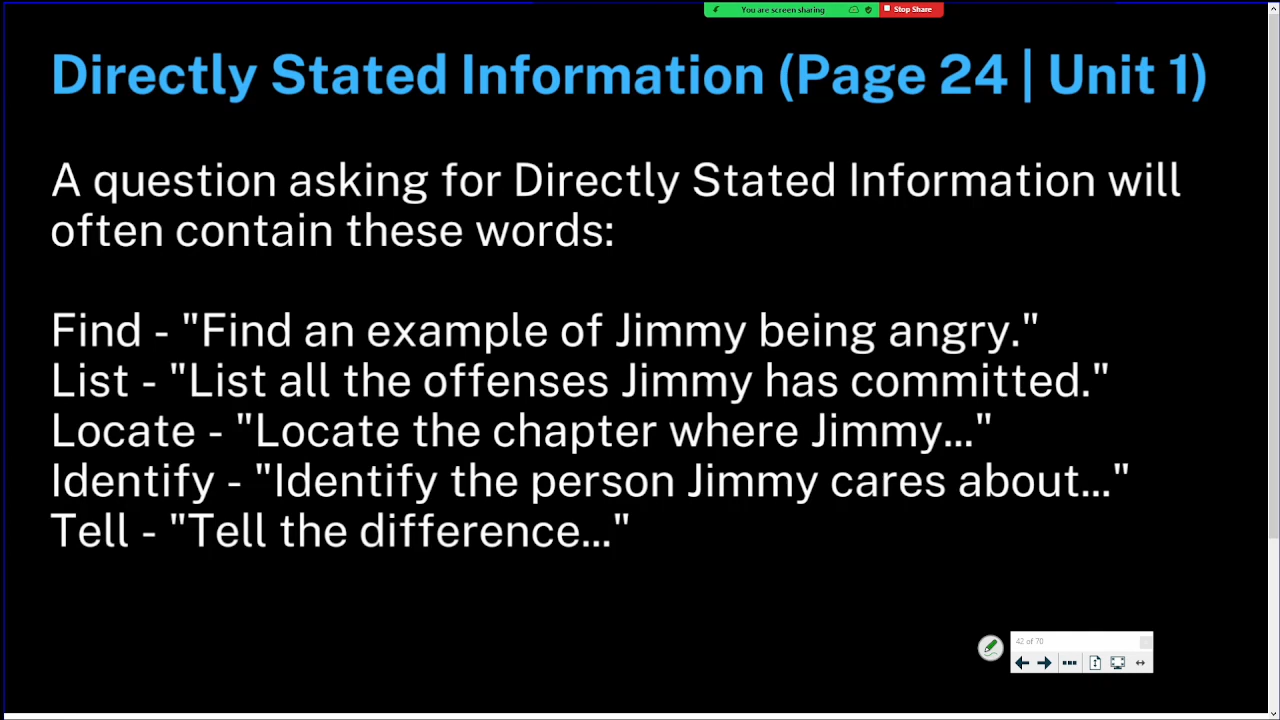 You are screen sharing Stop Share
Directly Stated Information (Page 24 | Unit 1)
A question asking for Directly Stated Information will
often contain these words:
Find - "Find an example of Jimmy being angry."
List - "List all the offenses Jimmy has committed."
Locate - "Locate the chapter where Jimmy..."
Identify - "Identify the person Jimmy cares about..."
Tell - "Tell the difference..."
42 of 70